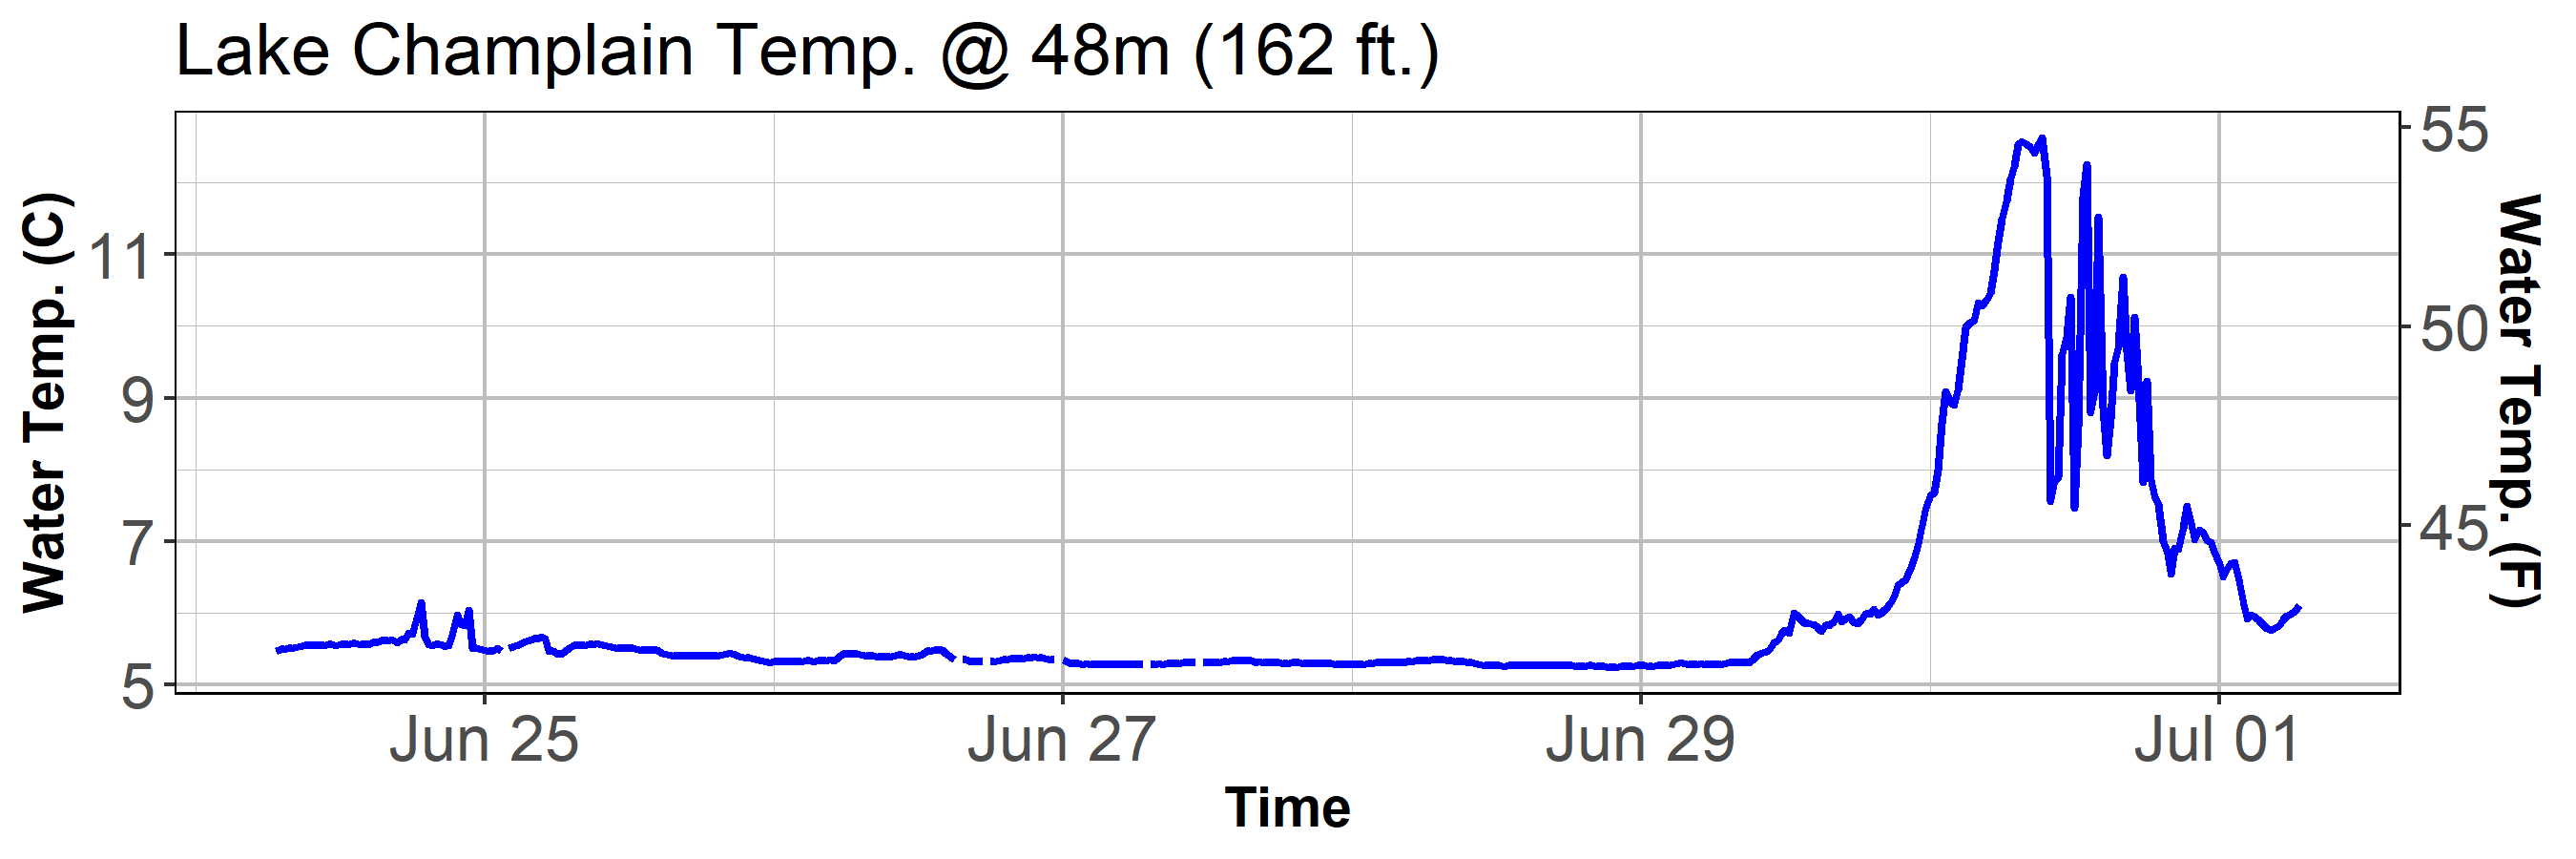 Lake Champlain Temp. @ 48m (162 ft.)
Water Temp. (C)
11
9
7
5
55
50
45
Water Temp. (F)
Jun 25
Jun 27
Jun 29
Jul 01
Time